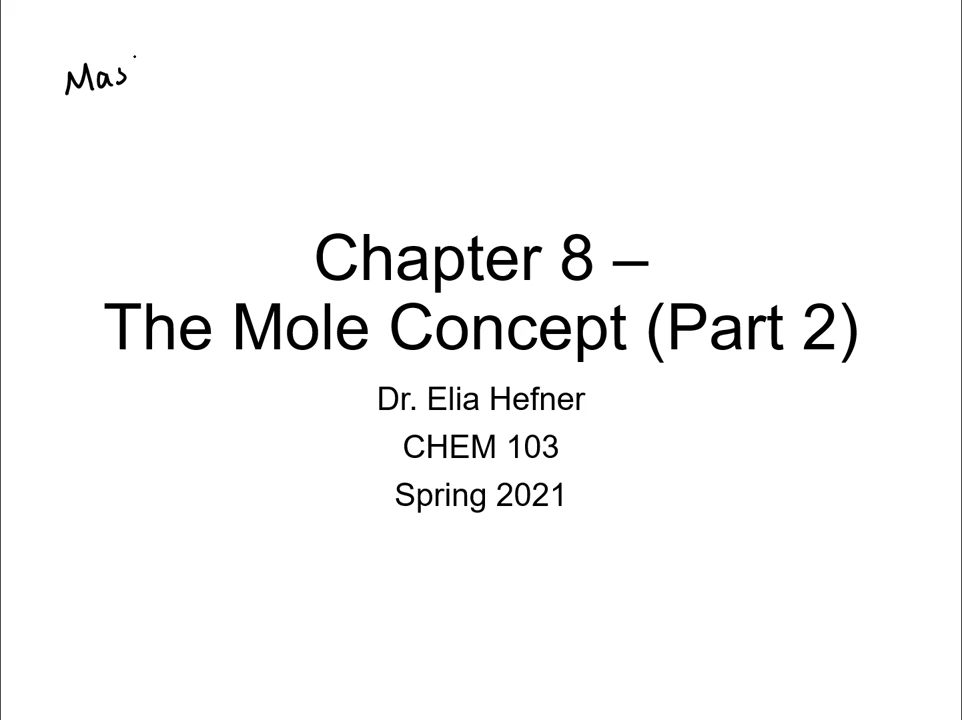 Mas
Chapter 8 –
The Mole Concept (Part 2)
Dr. Elia Hefner
CHEM 103
Spring 2021